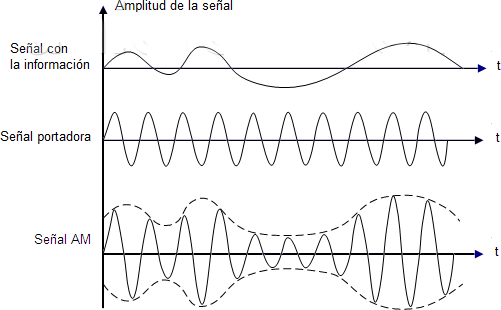 Amplitud de la señal
Señal con
la información
t
Señal portadora
t
Señal AM
t